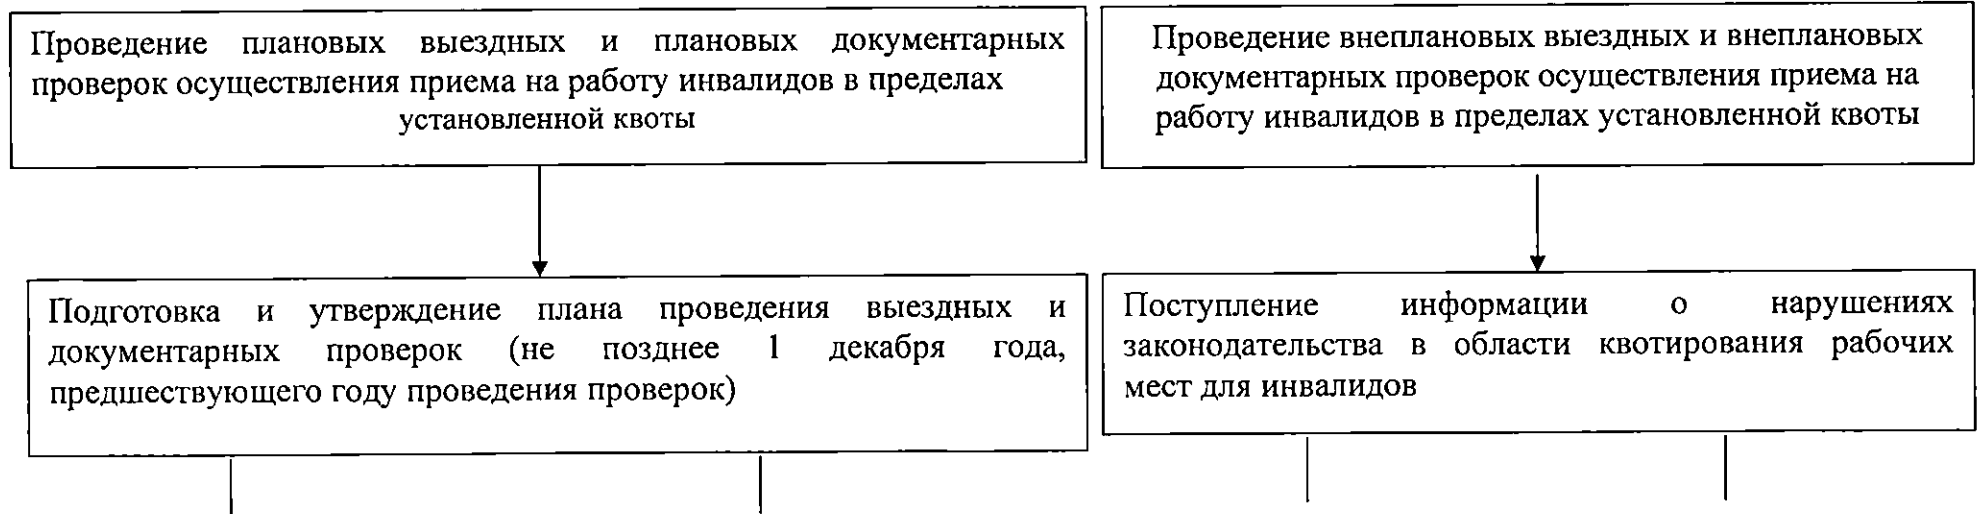 Проведение плановых выездных и плановых документарных
проверок осуществления приема на работу инвалидов в пределах
установленной квоты
Проведение внеплановых выездных и внеплановых
документарных проверок осуществления приема на
работу инвалидов в пределах установленной квоты
Подготовка и утверждение плана проведения выездных и
документарных проверок (не позднее 1 декабря года,
предшествующего году проведения проверок)
Поступление информации о нарушениях
законодательства в области квотирования рабочих
мест для инвалидов